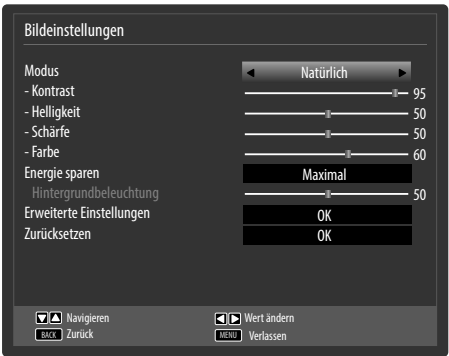 Bildeinstellungen
Modus Natürlich
- Kontrast 95
- Helligkeit 50
- Schärfe 50
- Farbe 60
Energie sparen Maximal
Hintergrundbeleuchtung 50
Erweiterte Einstellungen OK
Zurücksetzen OK
Navigieren Wert ändern
BACK Zurück MENU Verlassen